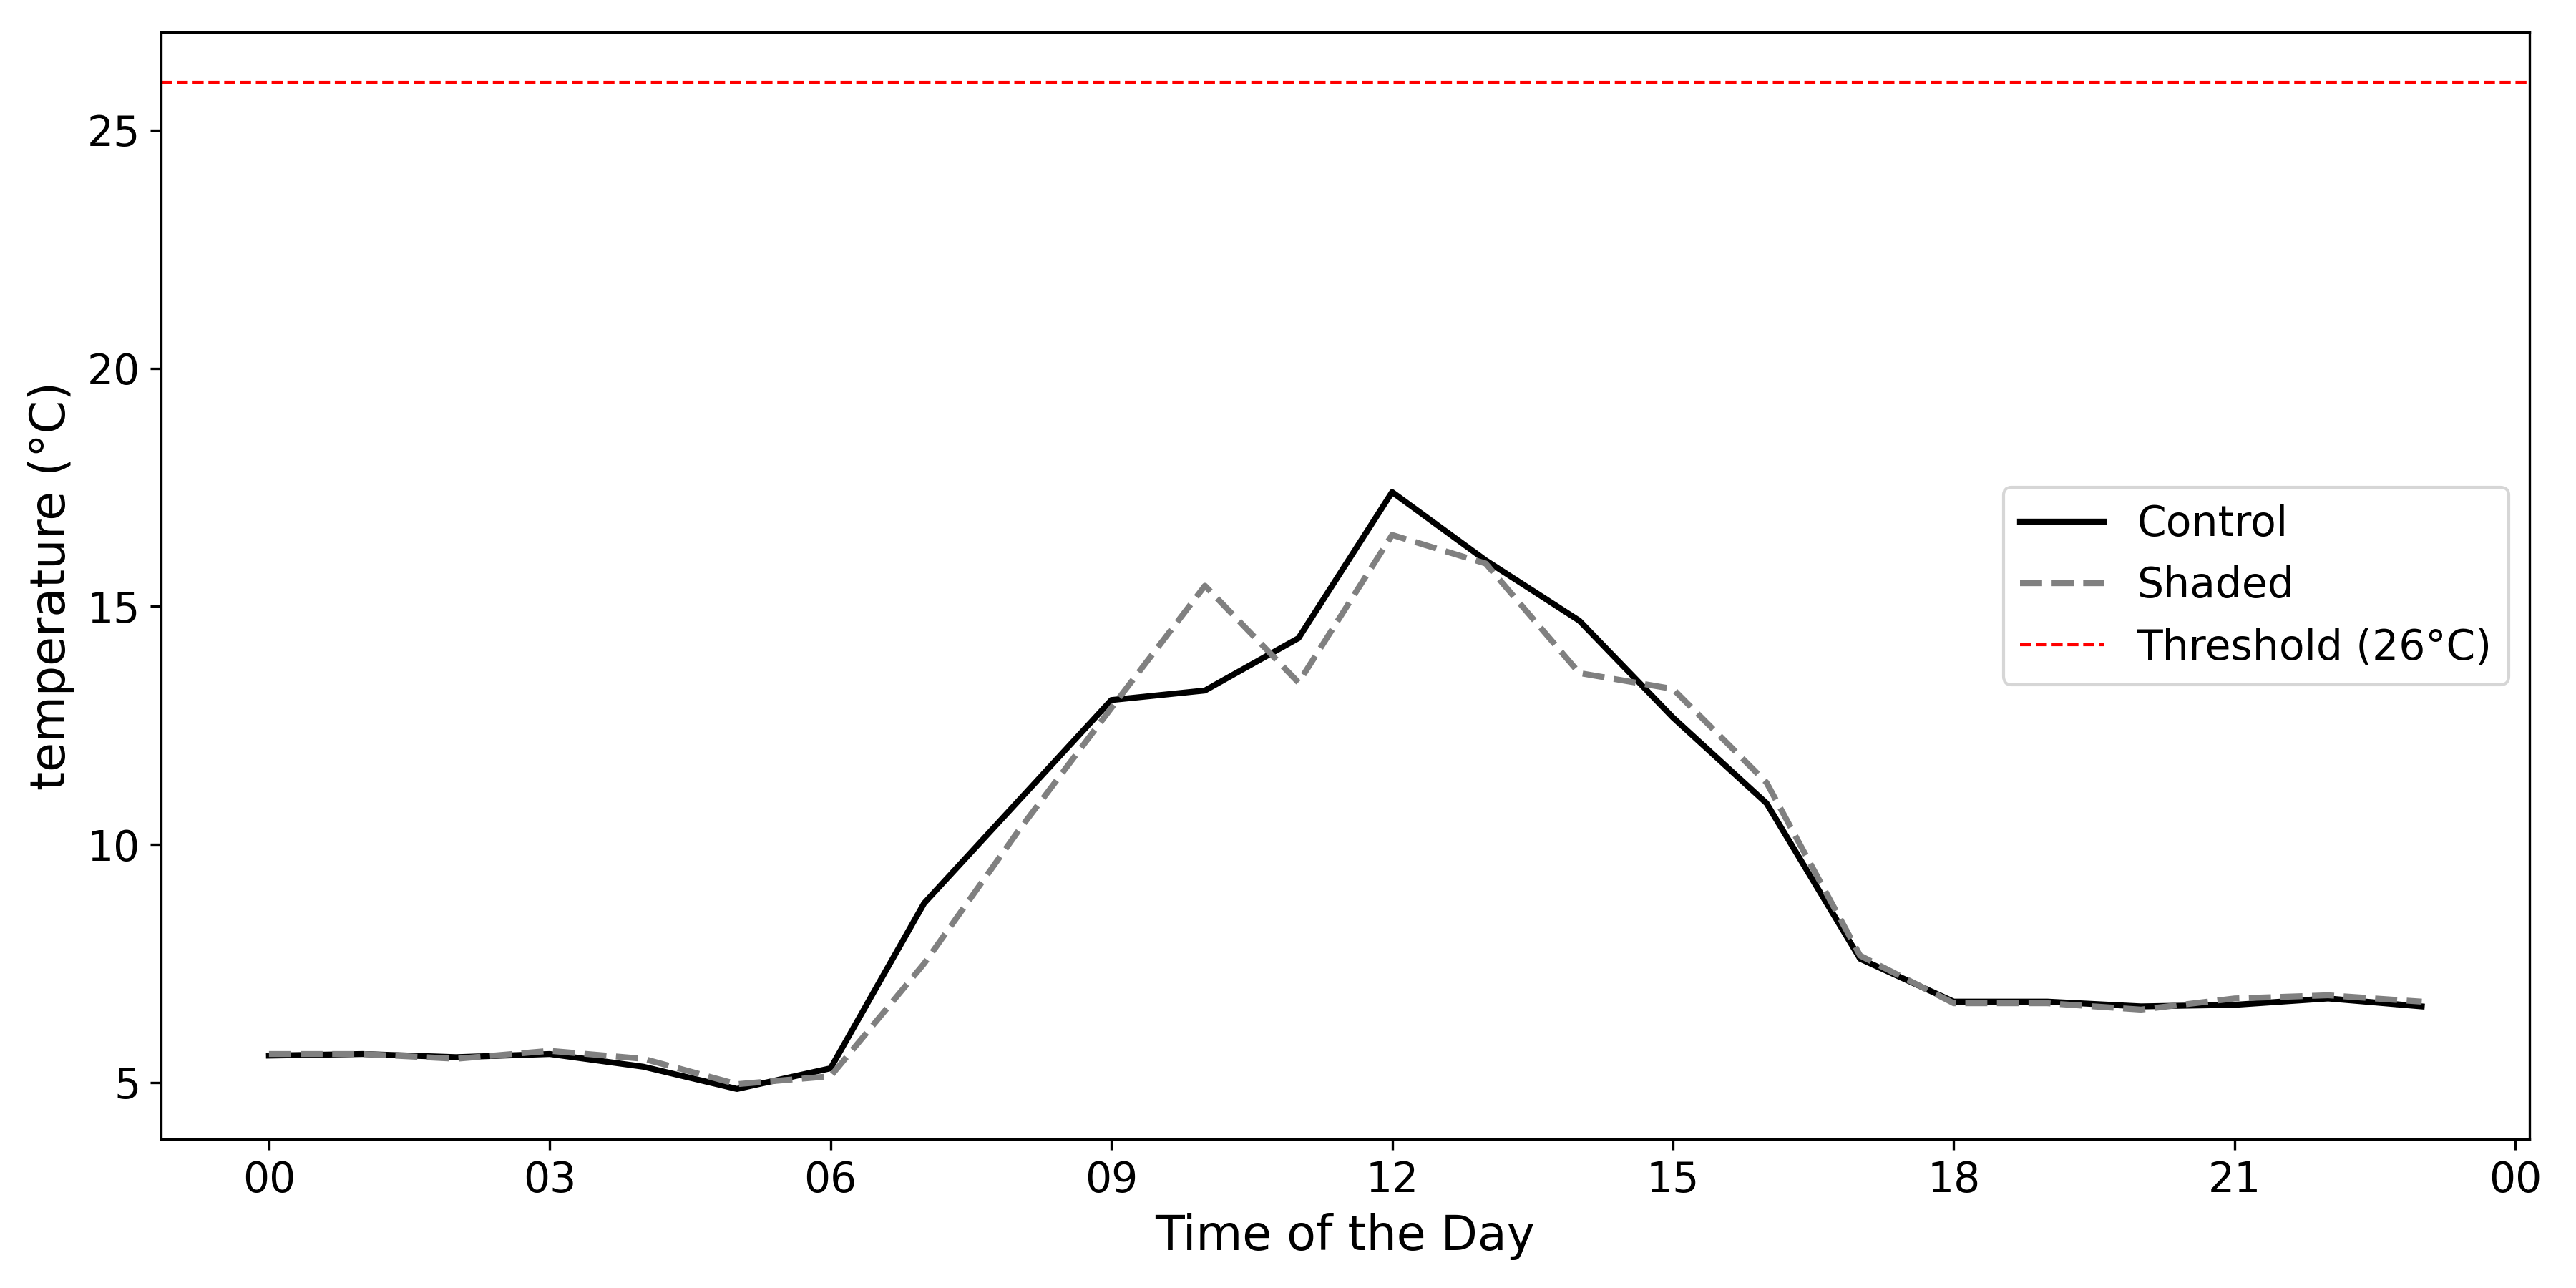 25
20
15
10
5
temperature (°C)
Control
Shaded
Threshold (26°C)
00 03 06 09 12 15 18 21 00
Time of the Day